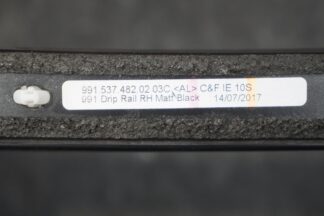 991.537.482.02 03C <AL> C&F IE 10S
991 Drip Rail RH Matt Black 14/07/2017